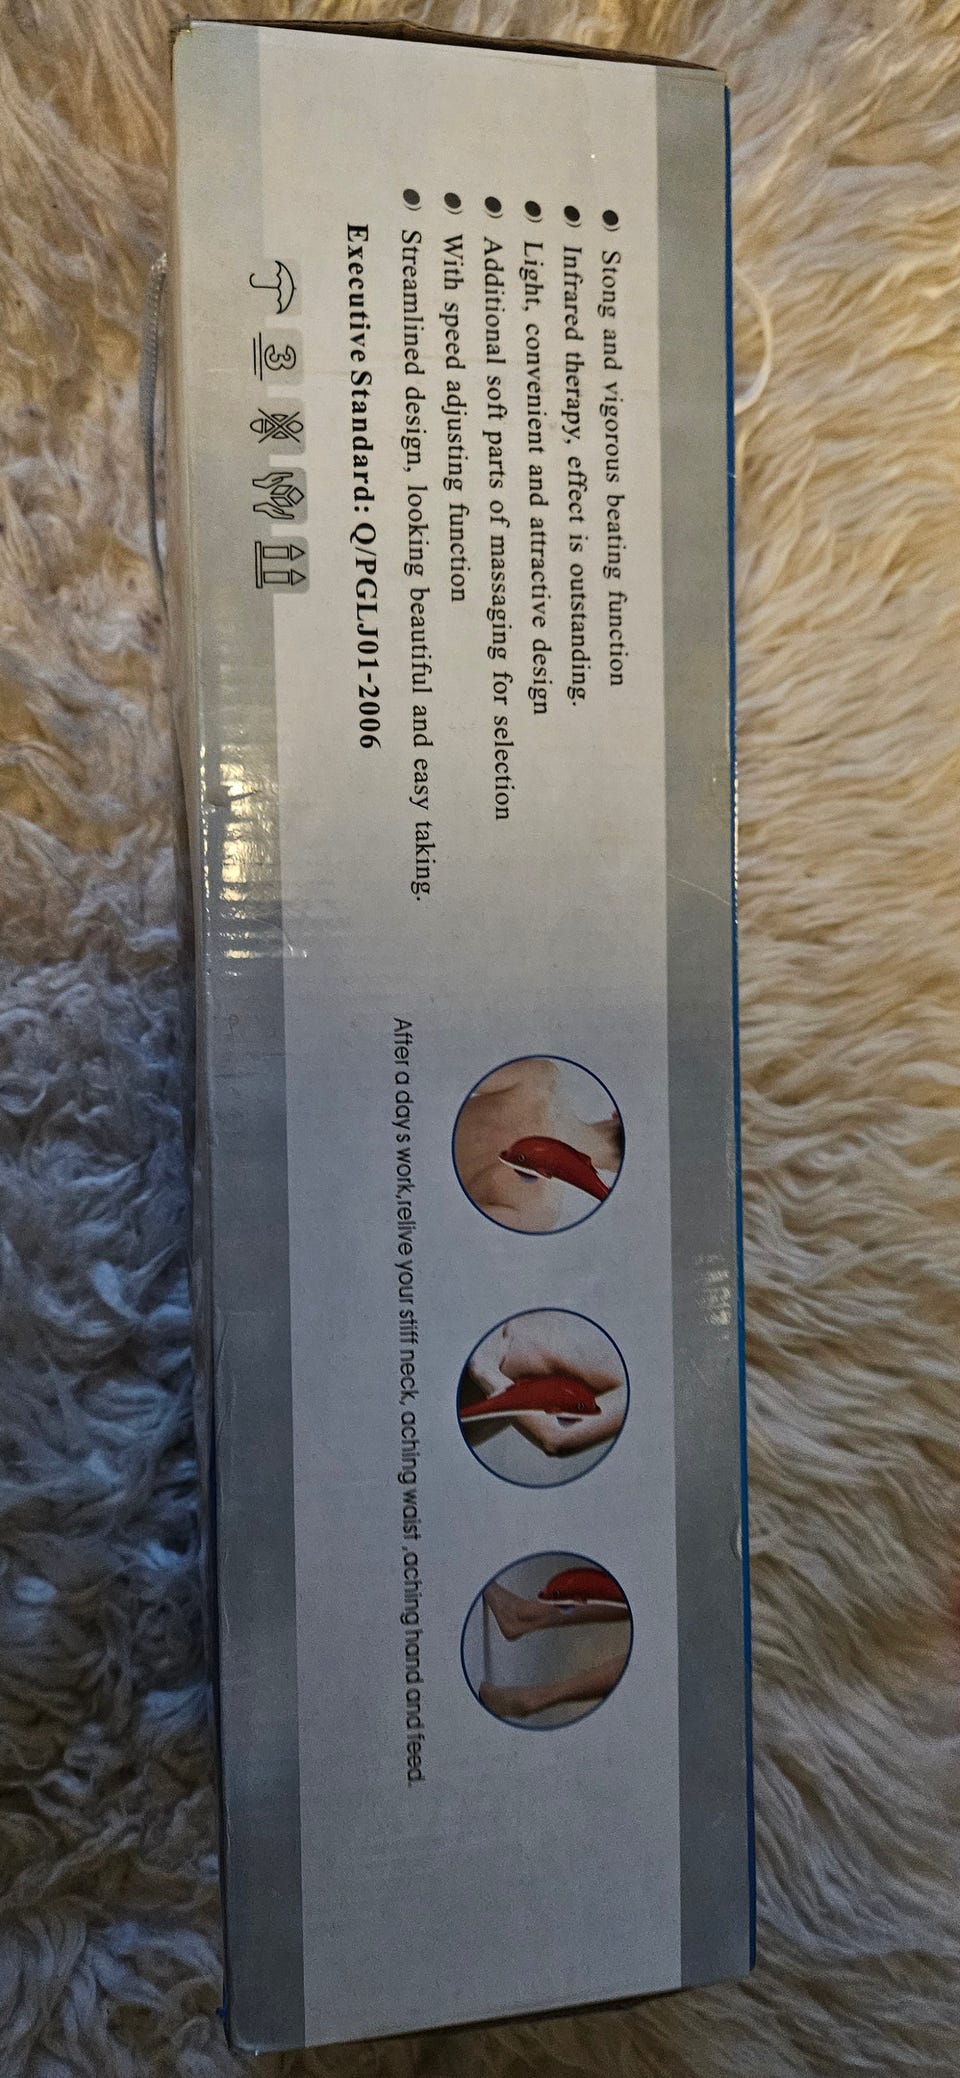 Stong and vigorous beating function
Infrared therapy, effect is outstanding.
Light, convenient and attractive design
Additional soft parts of massaging for selection
With speed adjusting function
Streamlined design, looking beautiful and easy taking.
Executive Standard: Q/PGLJ01-2006
3
After a days work,relive your stiff neck, aching waist ,aching hand and feed.